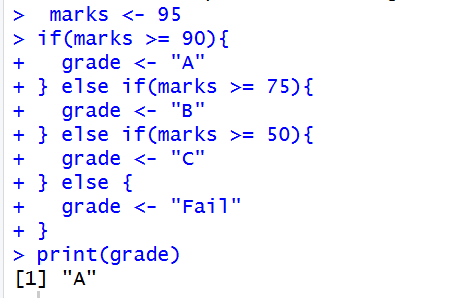 >  marks <- 95
> if(marks >= 90){
+   grade <- "A"
+ } else if(marks >= 75){
+   grade <- "B"
+ } else if(marks >= 50){
+   grade <- "C"
+ } else {
+   grade <- "Fail"
+ }
> print(grade)
[1] "A"